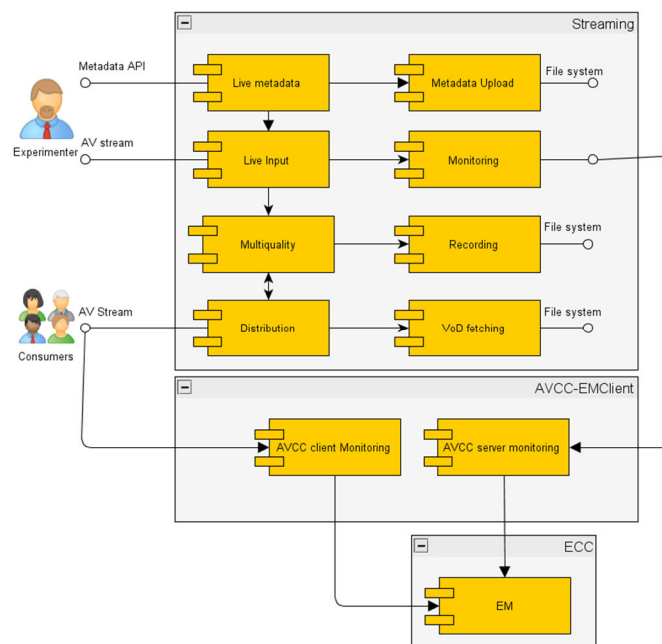 Streaming
Metadata API
Live metadata
Metadata Upload
File system
Experimenter
AV stream
Live Input
Monitoring
Multiquality
Recording
File system
AV Stream
Consumers
Distribution
VoD fetching
File system
AVCC-EMClient
AVCC client Monitoring
AVCC server monitoring
ECC
EM